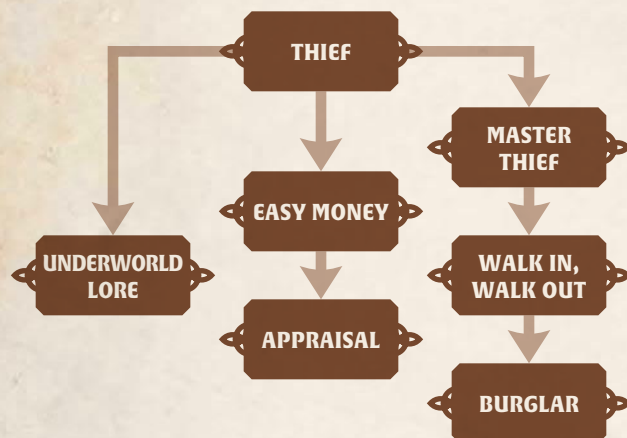 THIEF
MASTER
THIEF
EASY MONEY
UNDERWORLD
LORE
WALK IN,
WALK OUT
APPRAISAL
BURGLAR